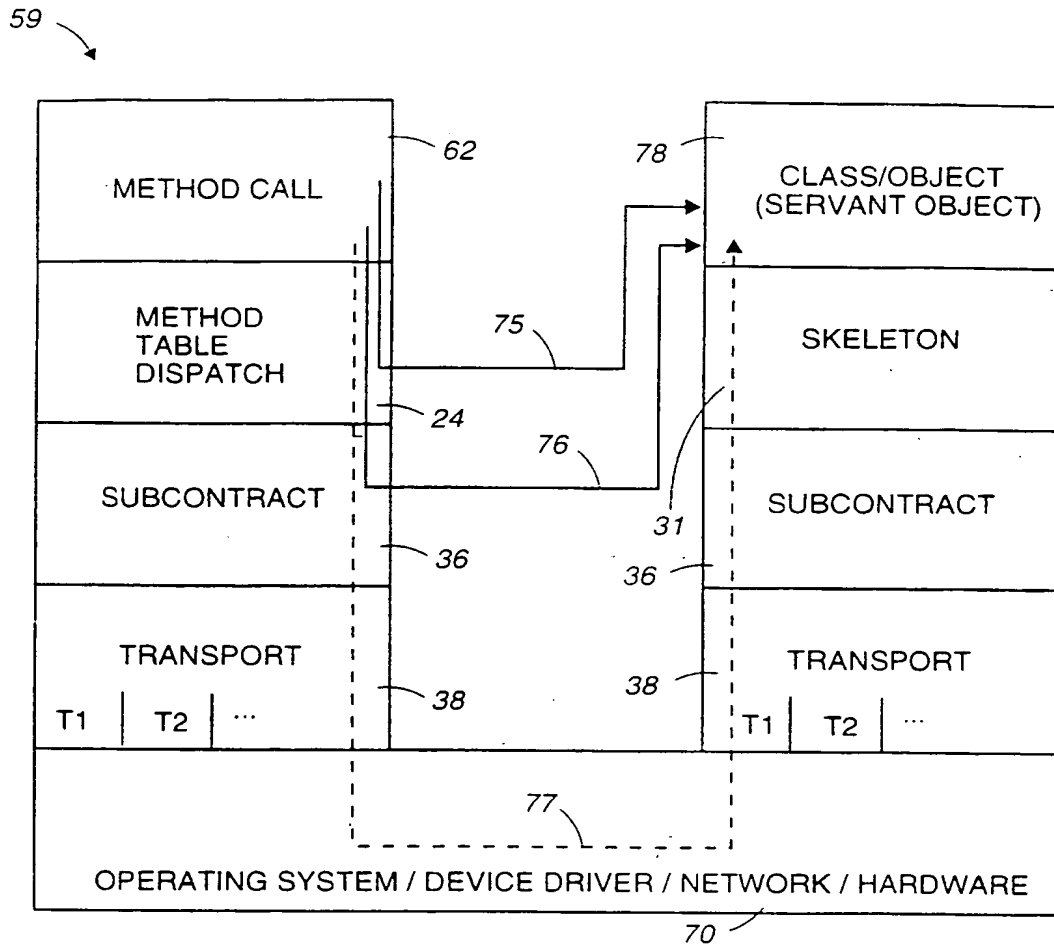 59
62
METHOD CALL
78
CLASS/OBJECT
(SERVANT OBJECT)
METHOD
TABLE
DISPATCH
75
24
SKELETON
76
31
SUBCONTRACT
36
SUBCONTRACT
36
TRANSPORT
38
T1
T2
...
TRANSPORT
38
T1
T2
...
77
OPERATING SYSTEM / DEVICE DRIVER / NETWORK / HARDWARE
70